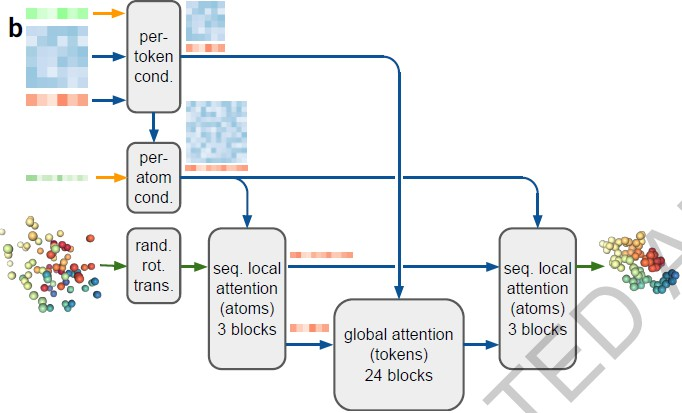 b
per-
token
cond.
per-
atom
cond.
rand.
rot.
trans.
seq. local
attention
(atoms)
3 blocks
global attention
(tokens)
24 blocks
seq. local
attention
(atoms)
3 blocks
TED A